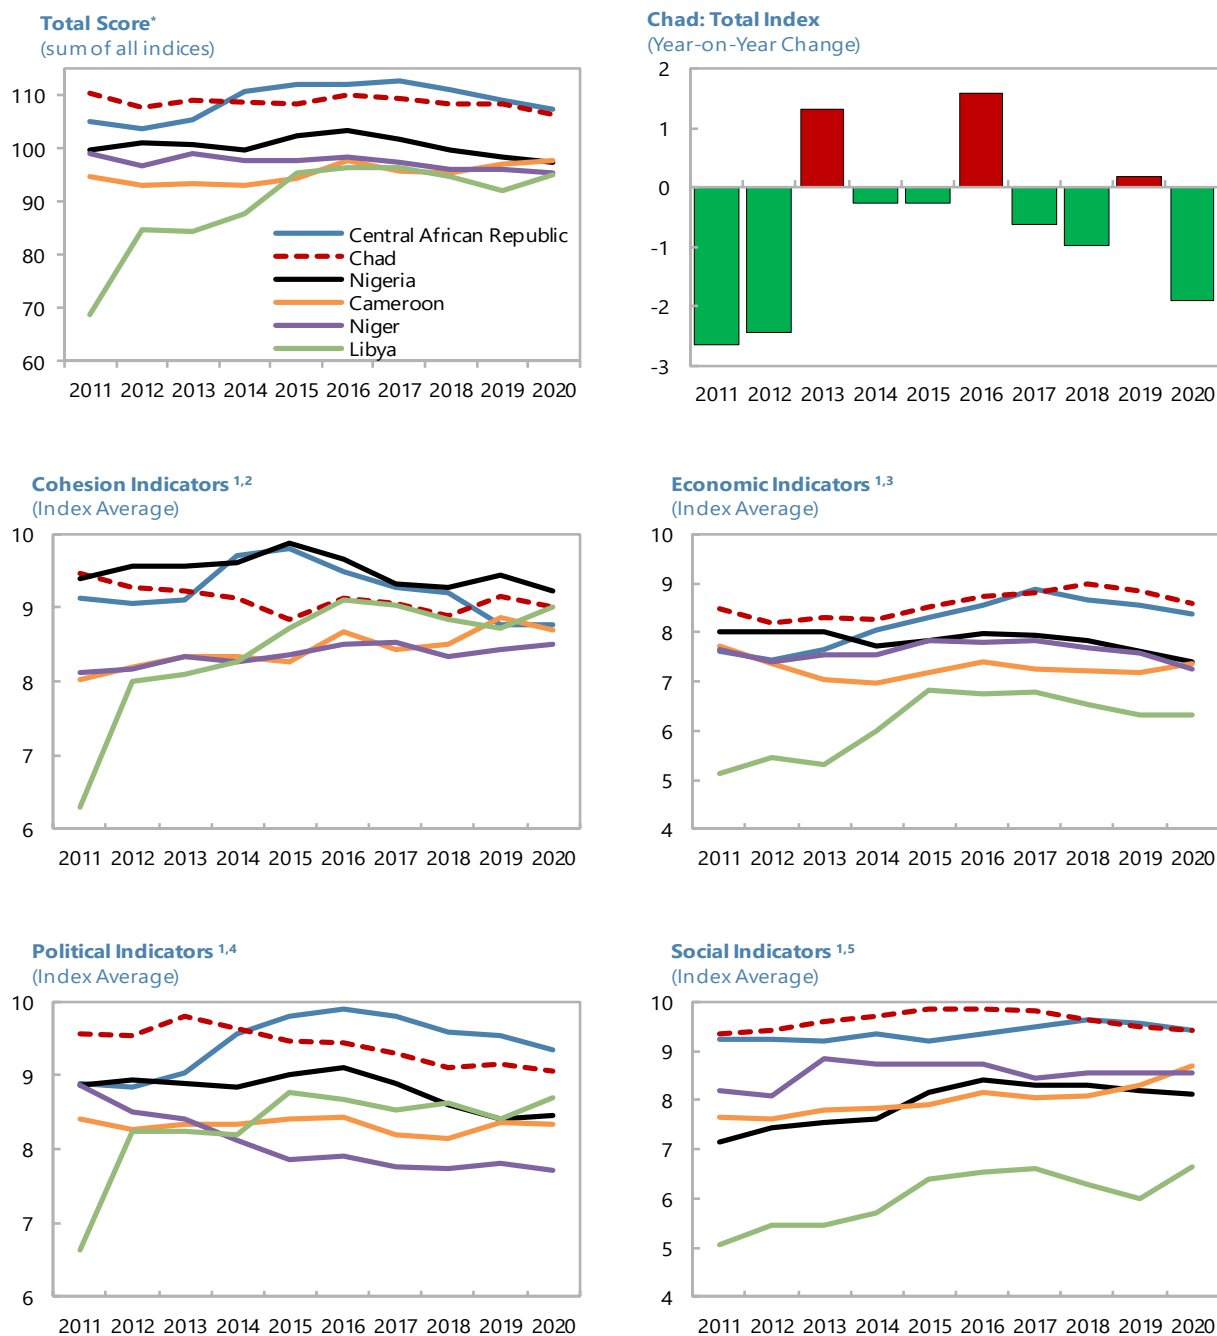 Total Score*
(sum of all indices)
110
100
90
80
70
60
Central African Republic
Chad
Nigeria
Cameroon
Niger
Libya
2011 2012 2013 2014 2015 2016 2017 2018 2019 2020
Chad: Total Index
(Year-on-Year Change)
2
1
0
-1
-2
-3
2011 2012 2013 2014 2015 2016 2017 2018 2019 2020
Cohesion Indicators 1,2
(Index Average)
10
9
8
7
6
2011 2012 2013 2014 2015 2016 2017 2018 2019 2020
Economic Indicators 1,3
(Index Average)
10
9
8
7
6
5
4
2011 2012 2013 2014 2015 2016 2017 2018 2019 2020
Political Indicators 1,4
(Index Average)
10
9
8
7
6
2011 2012 2013 2014 2015 2016 2017 2018 2019 2020
Social Indicators 1,5
(Index Average)
10
9
8
7
6
5
4
2011 2012 2013 2014 2015 2016 2017 2018 2019 2020